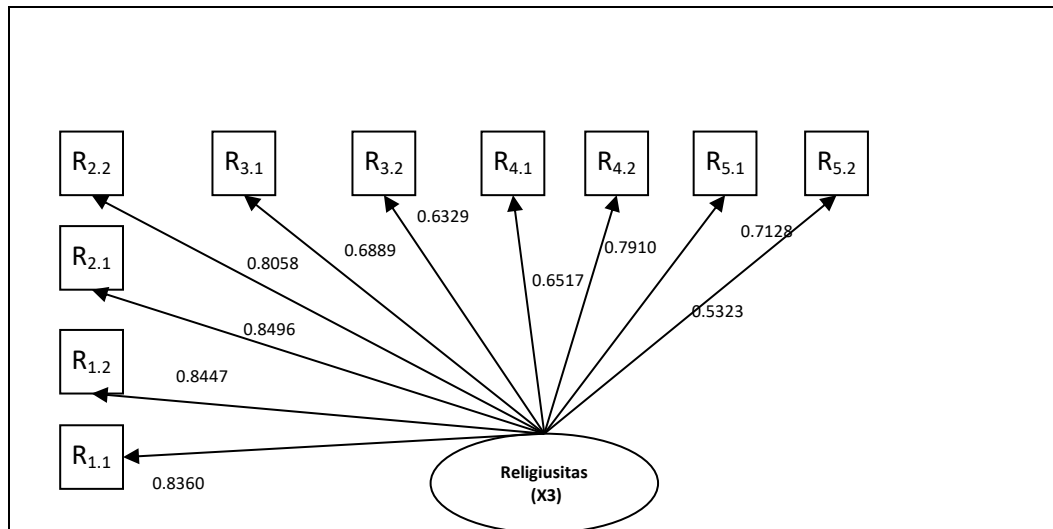 R2.2 R3.1 R3.2 R4.1 R4.2 R5.1 R5.2
0.6329
0.7128
0.6889
0.7910
R2.1
0.8058
0.6517
0.5323
0.8496
R1.2
0.8447
R1.1
Religiusitas
(X3)
0.8360